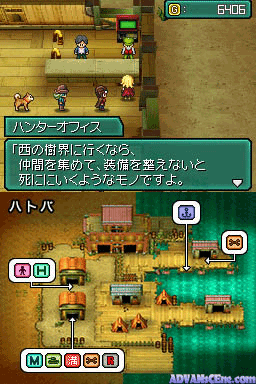 G: 6406
ハンターオフィス
「西の樹界に行くなら、
仲間を集めて、装備を整えないと
死ににいくようなモノですよ。
ハトバ
H
M 満 R
ADVANsCEne.com